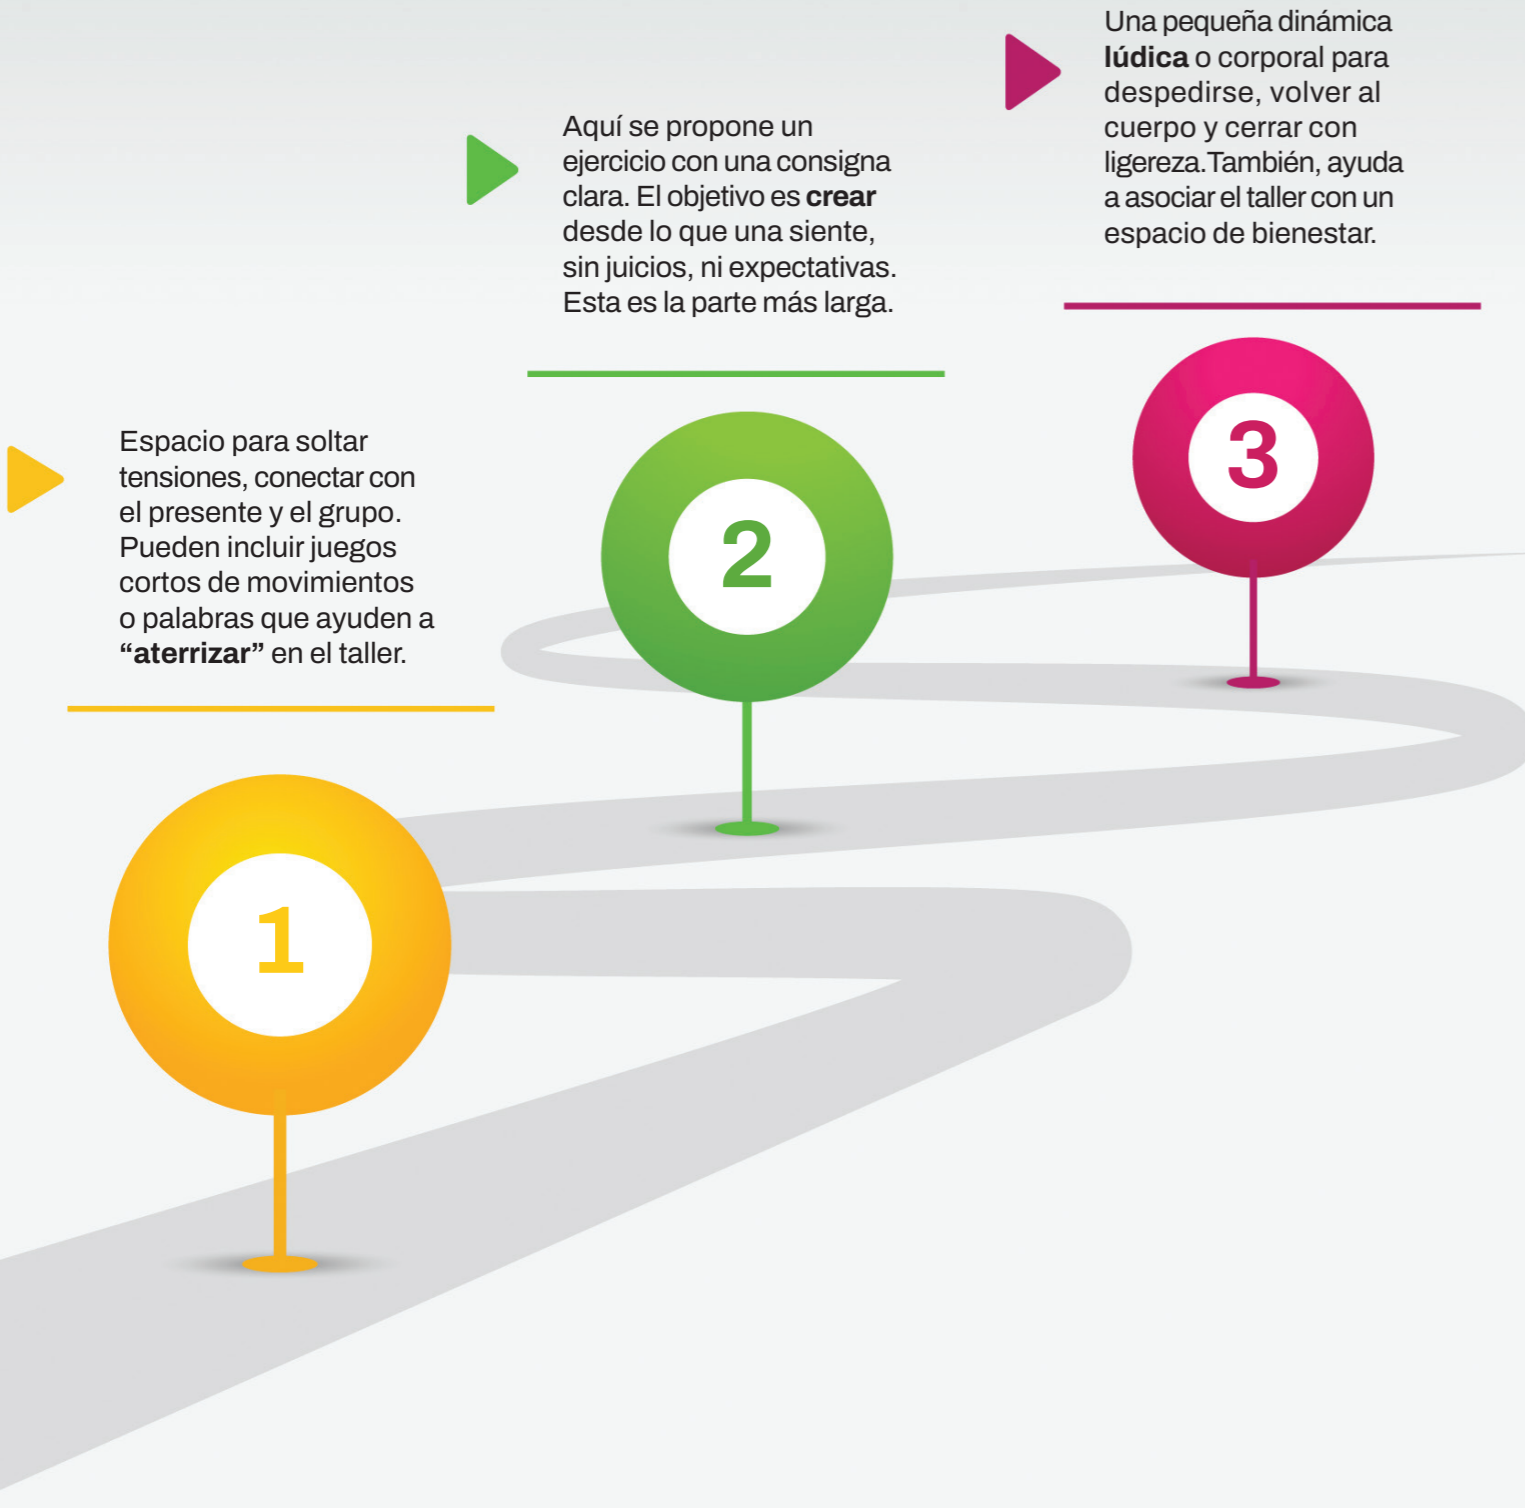 Espacio para soltar
tensiones, conectar con
el presente y el grupo.
Pueden incluir juegos
cortos de movimientos
o palabras que ayuden a
“aterrizar” en el taller.
1
Aquí se propone un
ejercicio con una consigna
clara. El objetivo es crear
desde lo que una siente,
sin juicios, ni expectativas.
Esta es la parte más larga.
2
Una pequeña dinámica
lúdica o corporal para
despedirse, volver al
cuerpo y cerrar con
ligereza.También, ayuda
a asociar el taller con un
espacio de bienestar.
3